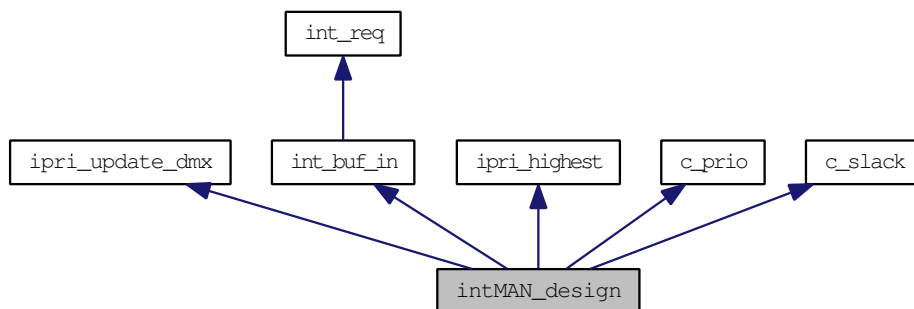 int_req
ipri_update_dmx
int_buf_in
ipri_highest
c_prio
c_slack
intMAN_design